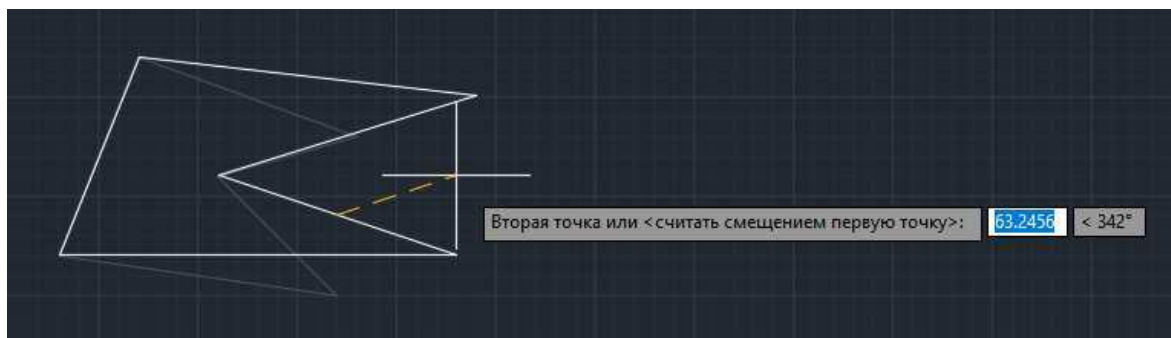 Вторая точка или <считать смещением первую точку>: 63.2456 < 342°